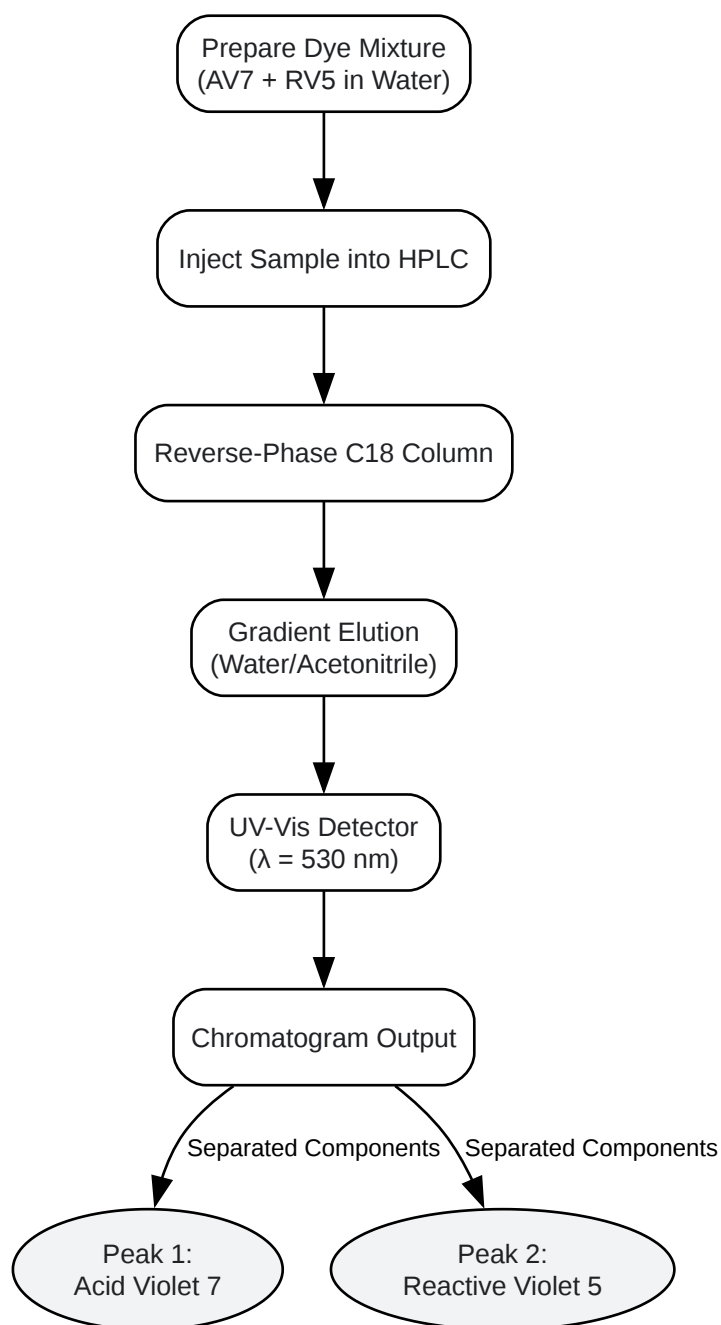 Prepare Dye Mixture
(AV7 + RV5 in Water)
Inject Sample into HPLC
Reverse-Phase C18 Column
Gradient Elution
(Water/Acetonitrile)
UV-Vis Detector
(λ = 530 nm)
Chromatogram Output
Separated Components
Separated Components
Peak 1:
Acid Violet 7
Peak 2:
Reactive Violet 5